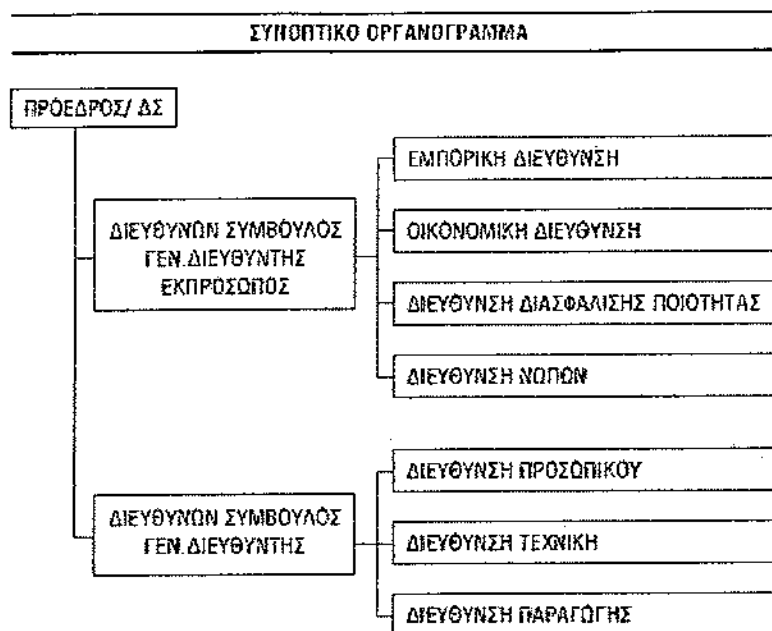 ΣΥΝΟΠΤΙΚΟ ΟΡΓΑΝΟΓΡΑΜΜΑ
ΠΡΟΕΔΡΟΣ/ ΔΣ
ΔΙΕΥΘΥΝΩΝ ΣΥΜΒΟΥΛΟΣ
ΓΕΝ.ΔΙΕΥΘΥΝΤΗΣ
ΕΚΠΡΟΣΩΠΟΣ
ΕΜΠΟΡΙΚΗ ΔΙΕΥΘΥΝΣΗ
ΟΙΚΟΝΟΜΙΚΗ ΔΙΕΥΘΥΝΣΗ
ΔΙΕΥΘΥΝΣΗ ΔΙΑΣΦΑΛΙΣΗΣ ΠΟΙΟΤΗΤΑΣ
ΔΙΕΥΘΥΝΣΗ ΝΩΠΩΝ
ΔΙΕΥΘΥΝΩΝ ΣΥΜΒΟΥΛΟΣ
ΓΕΝ.ΔΙΕΥΘΥΝΤΗΣ
ΔΙΕΥΘΥΝΣΗ ΠΡΟΣΩΠΙΚΟΥ
ΔΙΕΥΘΥΝΣΗ ΤΕΧΝΙΚΗ
ΔΙΕΥΘΥΝΣΗ ΠΑΡΑΓΩΓΗΣ